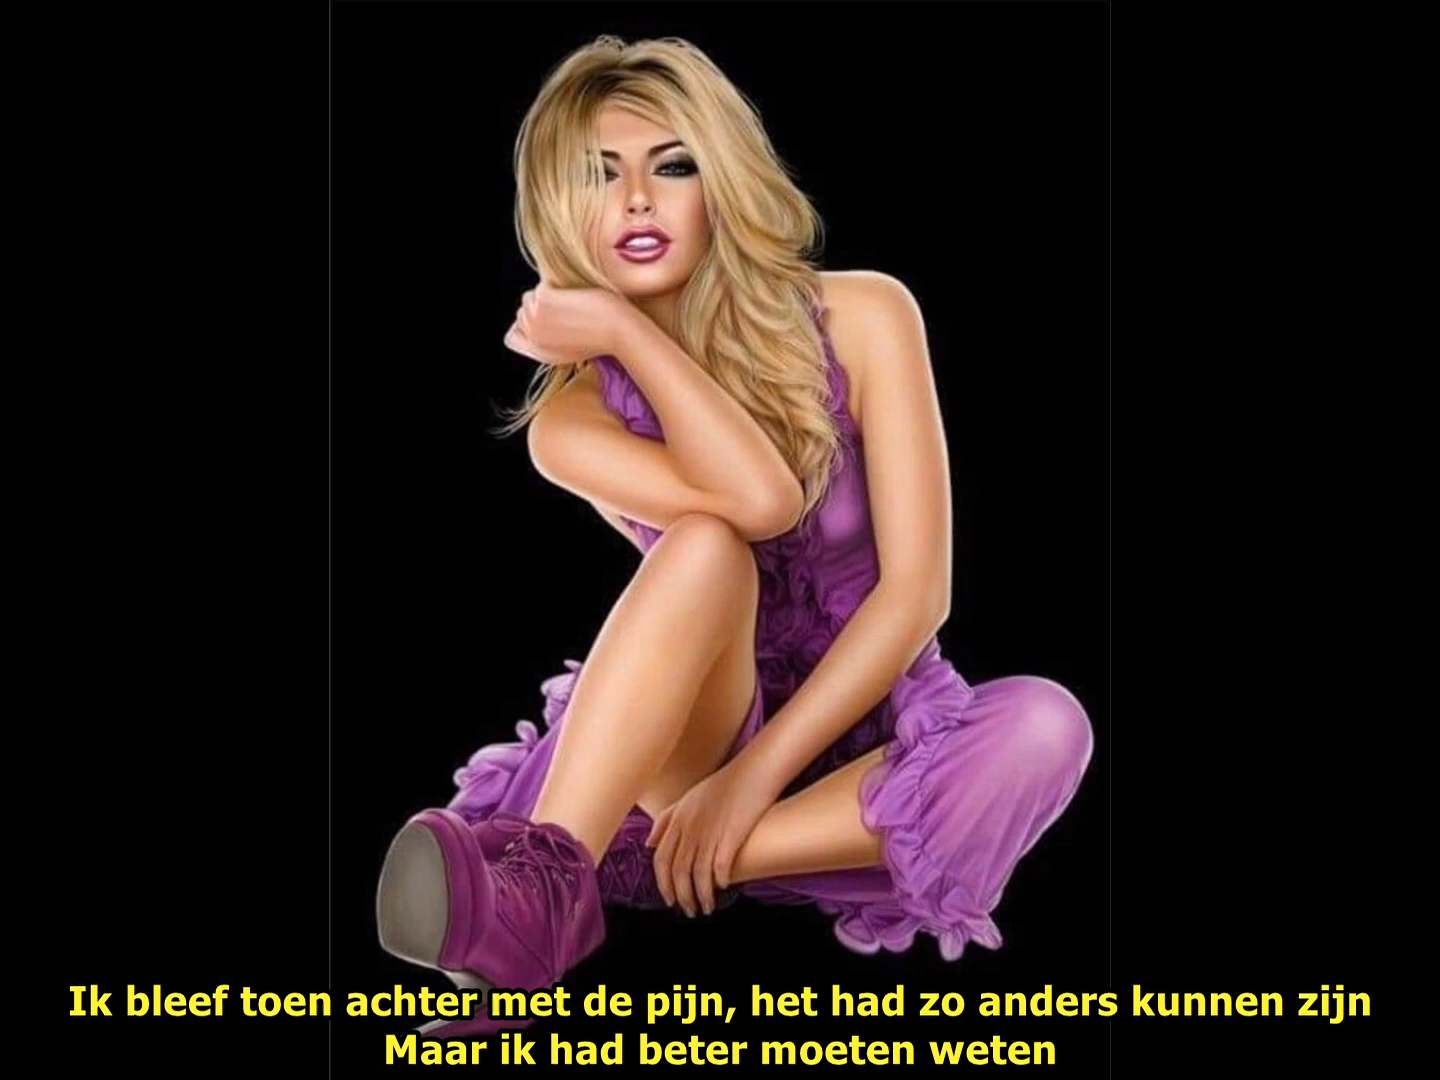 Ik bleef toen achter met de pijn, het had zo anders kunnen zijn
Maar ik had beter moeten weten